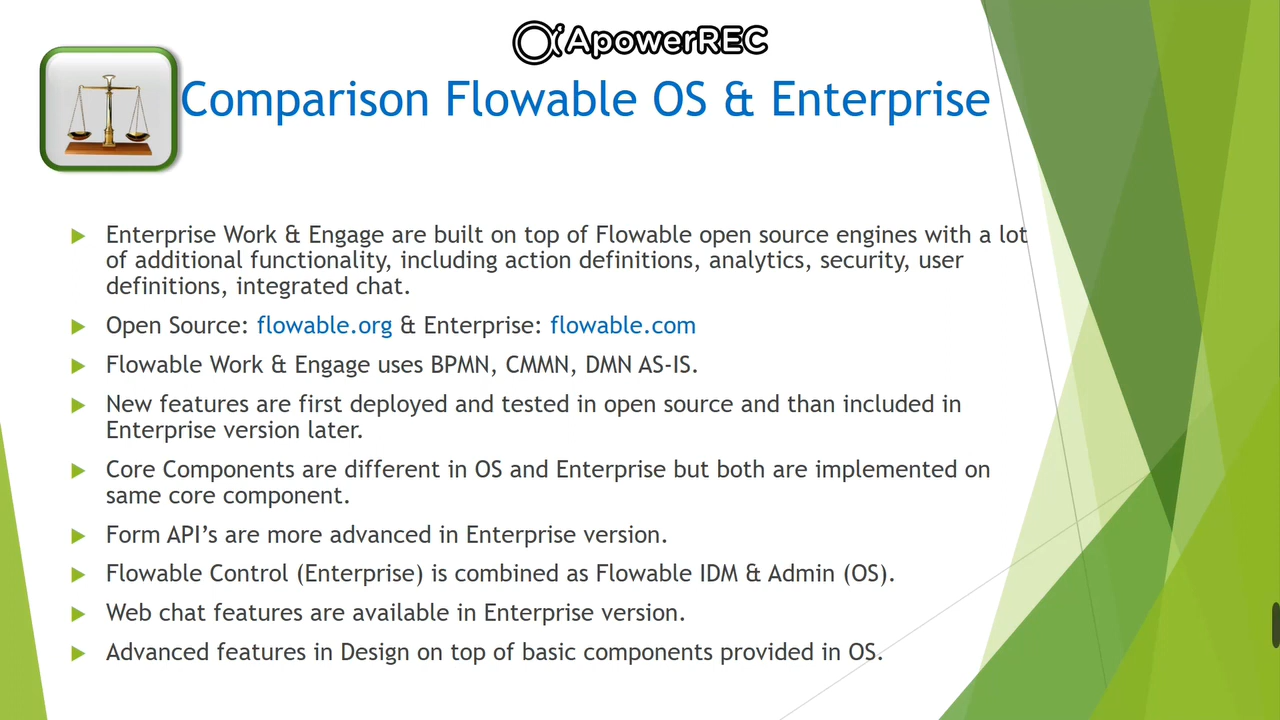 ApowerREC
Comparison Flowable OS & Enterprise
Enterprise Work & Engage are built on top of Flowable open source engines with a lot
of additional functionality, including action definitions, analytics, security, user
definitions, integrated chat.
Open Source: flowable.org & Enterprise: flowable.com
Flowable Work & Engage uses BPMN, CMMN, DMN AS-IS.
New features are first deployed and tested in open source and than included in
Enterprise version later.
Core Components are different in OS and Enterprise but both are implemented on
same core component.
Form API’s are more advanced in Enterprise version.
Flowable Control (Enterprise) is combined as Flowable IDM & Admin (OS).
Web chat features are available in Enterprise version.
Advanced features in Design on top of basic components provided in OS.